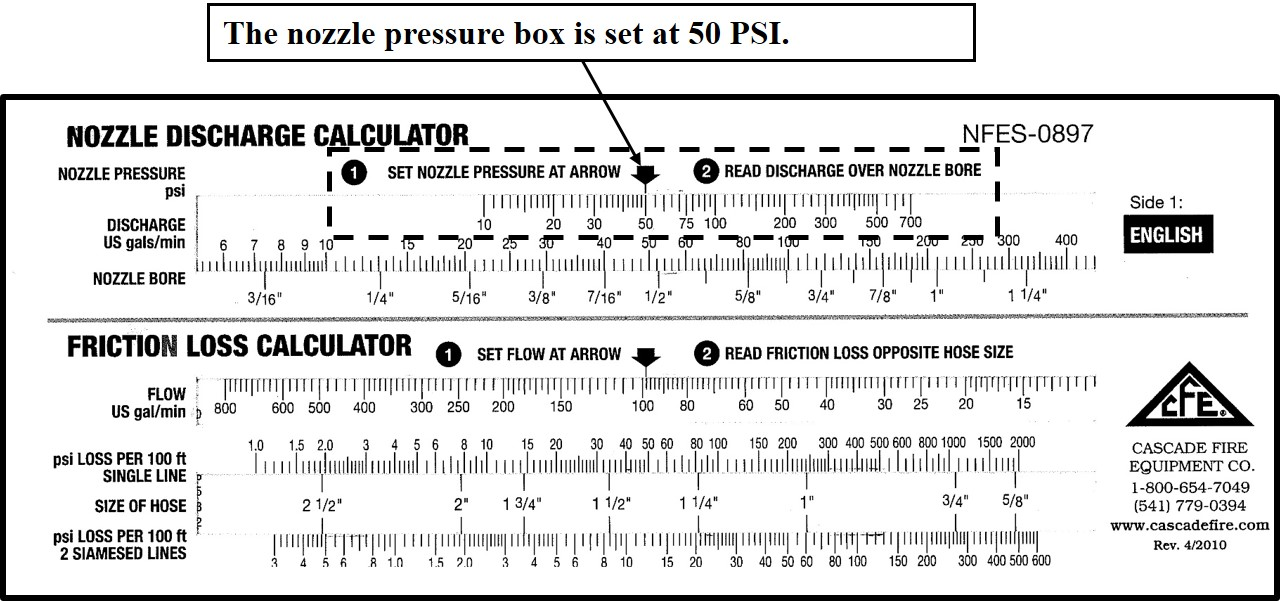 The nozzle pressure box is set at 50 PSI.
NOZZLE DISCHARGE CALCULATOR
NFES-0897
NOZZLE PRESSURE
psi
1 SET NOZZLE PRESSURE AT ARROW 2 READ DISCHARGE OVER NOZZLE BORE
10 20 30 50 75 100 200 300 500 700
DISCHARGE
US gals/min
6 7 8 9 10 15 20 25 30 40 50 60 80 100 150 200 250 300 400
NOZZLE BORE
3/16" 1/4" 5/16" 3/8" 7/16" 1/2" 5/8" 3/4" 7/8" 1" 1 1/4"
Side 1:
ENGLISH
FRICTION LOSS CALCULATOR
1 SET FLOW AT ARROW 2 READ FRICTION LOSS OPPOSITE HOSE SIZE
FLOW
US gal/min
800 600 500 400 300 250 200 150 100 80 60 50 40 30 25 20 15
1.0 1.5 2.0 3 4 5 6 8 10 15 20 30 40 50 60 80 100 150 200 300 400 500 600 800 1000 1500 2000
psi LOSS PER 100 ft
SINGLE LINE
SIZE OF HOSE
2 1/2" 2" 1 3/4" 1 1/2" 1 1/4" 1" 3/4" 5/8"
psi LOSS PER 100 ft
2 SIAMESED LINES
.3 .4 .5 .6 .8 1.0 1.5 2.0 3 4 5 6 8 10 15 20 30 40 50 60 80 100 150 200 300 400 500 600
CFE®
CASCADE FIRE
EQUIPMENT CO.
1-800-654-7049
(541) 779-0394
www.cascadefire.com
Rev. 4/2010